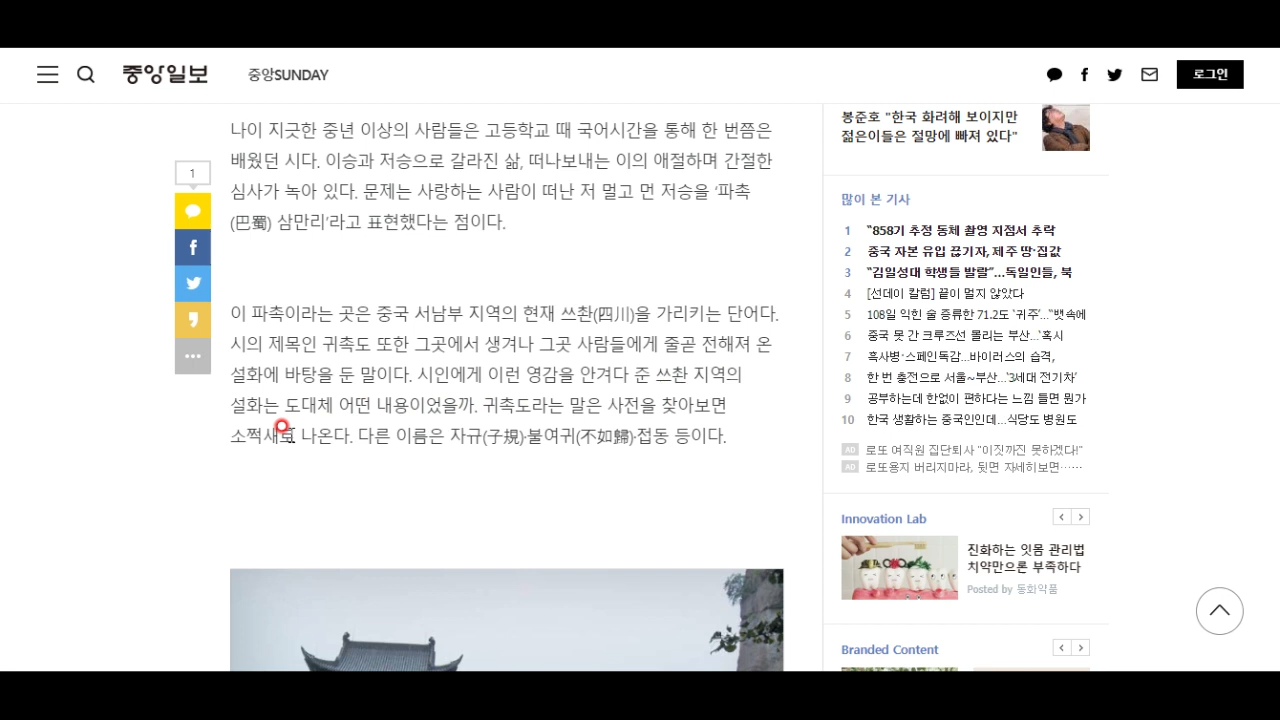 중앙일보
중앙SUNDAY
로그인
나이 지긋한 중년 이상의 사람들은 고등학교 때 국어시간을 통해 한 번쯤은
배웠던 시다. 이승과 저승으로 갈라진 삶, 떠나보내는 이의 애절하며 간절한
심사가 녹아 있다. 문제는 사랑하는 사람이 떠난 저 멀고 먼 저승을 ‘파촉
(巴蜀) 삼만리’라고 표현했다는 점이다.
1
이 파촉이라는 곳은 중국 서남부 지역의 현재 쓰촨(四川)을 가리키는 단어다.
시의 제목인 귀촉도 또한 그곳에서 생겨나 그곳 사람들에게 줄곧 전해져 온
설화에 바탕을 둔 말이다. 시인에게 이런 영감을 안겨다 준 쓰촨 지역의
설화는 도대체 어떤 내용이었을까. 귀촉도라는 말은 사전을 찾아보면
소쩍새로 나온다. 다른 이름은 자규(子規)·불여귀(不如歸)·접동 등이다.
봉준호 "한국 화려해 보이지만
젊은이들은 절망에 빠져 있다"
많이 본 기사
1 “858기 추정 동체 촬영 지점서 추락
2 중국 자본 유입 끊기자, 제주 땅·집값
3 “김일성대 학생들 발랄”…독일인들, 북
4 [선데이 칼럼] 끝이 멀지 않았다
5 108일 익힌 술 증류한 71.2도 ‘귀주’…“뱃속에
6 중국 못 간 크루즈선 몰리는 부산…‘혹시
7 흑사병·스페인독감…바이러스의 습격,
8 한 번 충전으로 서울~부산…‘3세대 전기차’
9 공부하는데 한없이 편하다는 느낌 들면 뭔가
10 한국 생활하는 중국인인데…식당도 병원도
AD 로또 여직원 집단퇴사 "이짓까진 못하겠다!"
AD 로또용지 버리지마라, 뒷면 자세히보면……
Innovation Lab
진화하는 잇몸 관리법
치약만으론 부족하다
Posted by 동화약품
Branded Content